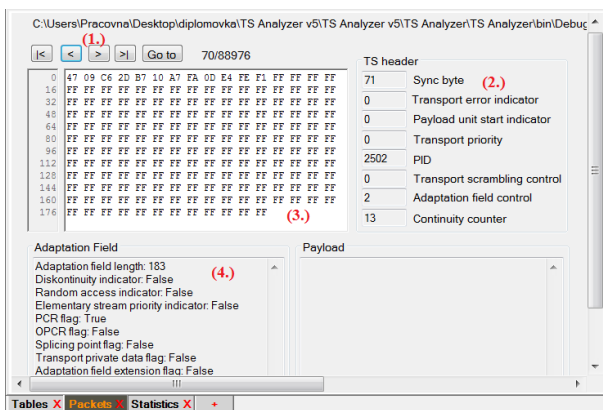 C:\Users\Pracovna\Desktop\diplomovka\TS Analyzer v5\TS Analyzer v5\TS Analyzer\TS Analyzer\bin\Debug
(1.)
|< < > >| Go to 70/88976
0 47 09 C6 2D B7 10 A7 FA 0D E4 FE F1 FF FF FF FF
16 FF FF FF FF FF FF FF FF FF FF FF FF FF FF FF FF
32 FF FF FF FF FF FF FF FF FF FF FF FF FF FF FF FF
48 FF FF FF FF FF FF FF FF FF FF FF FF FF FF FF FF
64 FF FF FF FF FF FF FF FF FF FF FF FF FF FF FF FF
80 FF FF FF FF FF FF FF FF FF FF FF FF FF FF FF FF
96 FF FF FF FF FF FF FF FF FF FF FF FF FF FF FF FF
112 FF FF FF FF FF FF FF FF FF FF FF FF FF FF FF FF
128 FF FF FF FF FF FF FF FF FF FF FF FF FF FF FF FF
144 FF FF FF FF FF FF FF FF FF FF FF FF FF FF FF FF
160 FF FF FF FF FF FF FF FF FF FF FF FF FF FF FF FF
176 FF FF FF FF FF FF FF FF FF FF FF FF
(3.)
TS header
71 Sync byte (2.)
0 Transport error indicator
0 Payload unit start indicator
0 Transport priority
2502 PID
0 Transport scrambling control
2 Adaptation field control
13 Continuity counter
Adaptation Field
Adaptation field length: 183
(4.)
Diskontinuity indicator: False
Random access indicator: False
Elementary stream priority indicator: False
PCR flag: True
OPCR flag: False
Splicing point flag: False
Transport private data flag: False
Adaptation field extension flag: False
Payload
Tables X Packets X Statistics X +